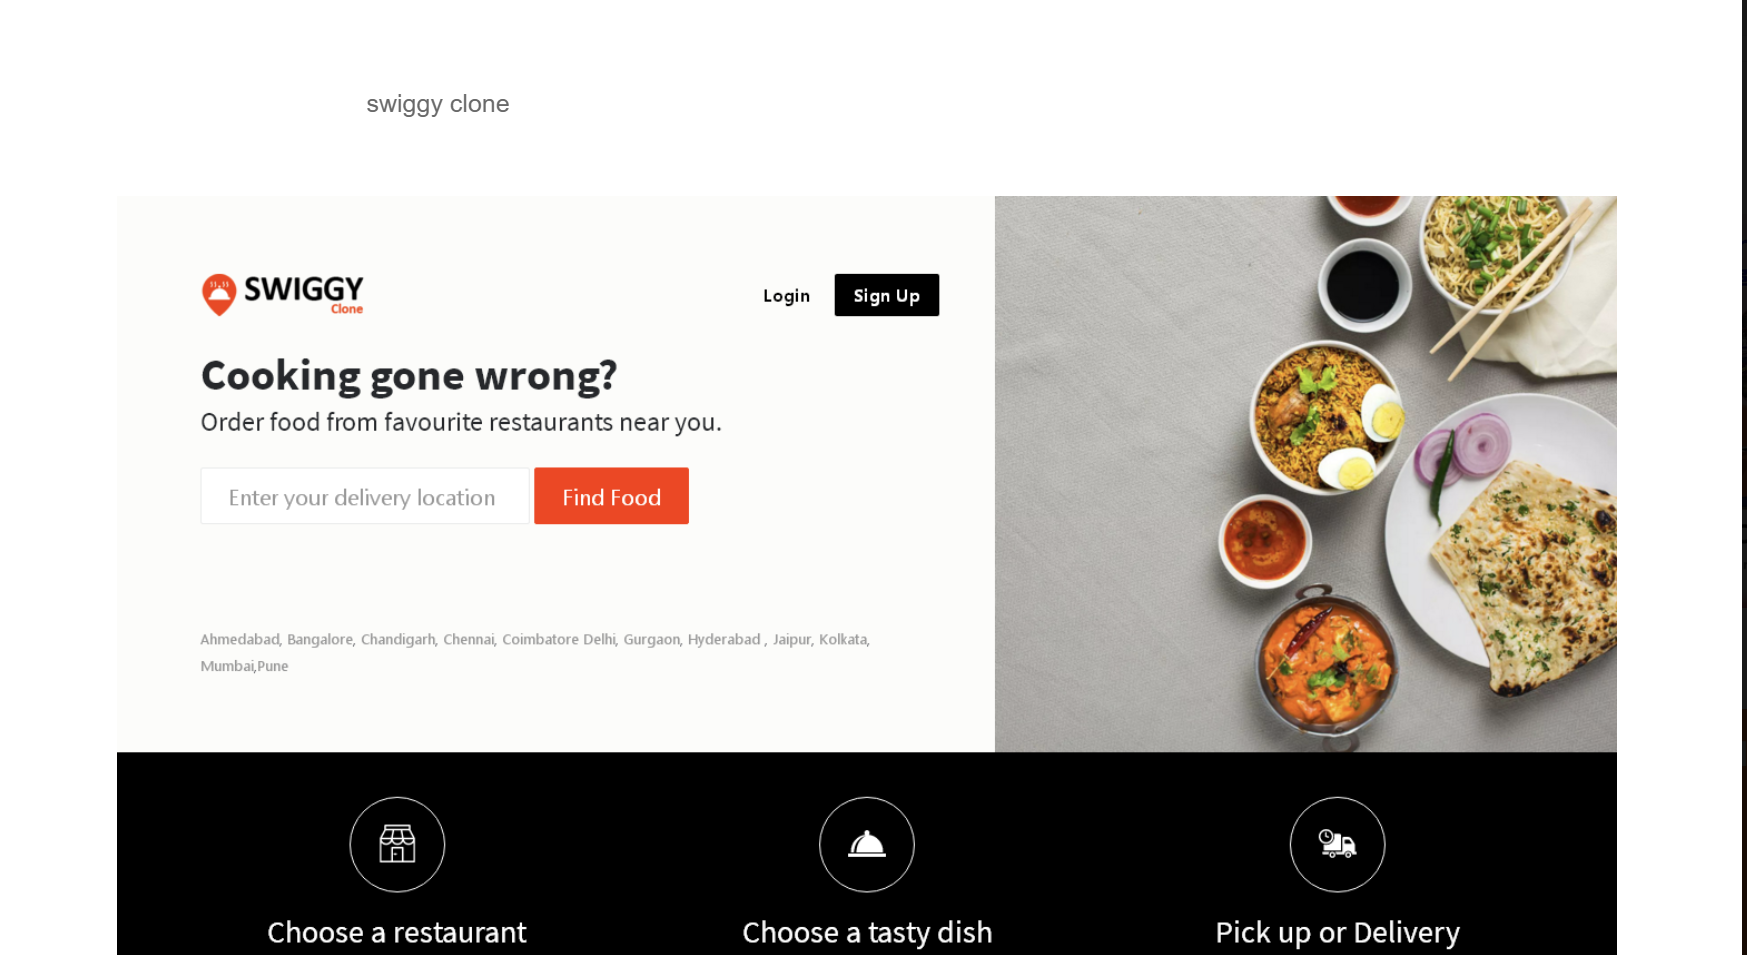 swiggy clone
SWIGGY
Clone
Login
Sign Up
Cooking gone wrong?
Order food from favourite restaurants near you.
Enter your delivery location
Find Food
Ahmedabad, Bangalore, Chandigarh, Chennai, Coimbatore Delhi, Gurgaon, Hyderabad , Jaipur, Kolkata,
Mumbai,Pune
Choose a restaurant
Choose a tasty dish
Pick up or Delivery